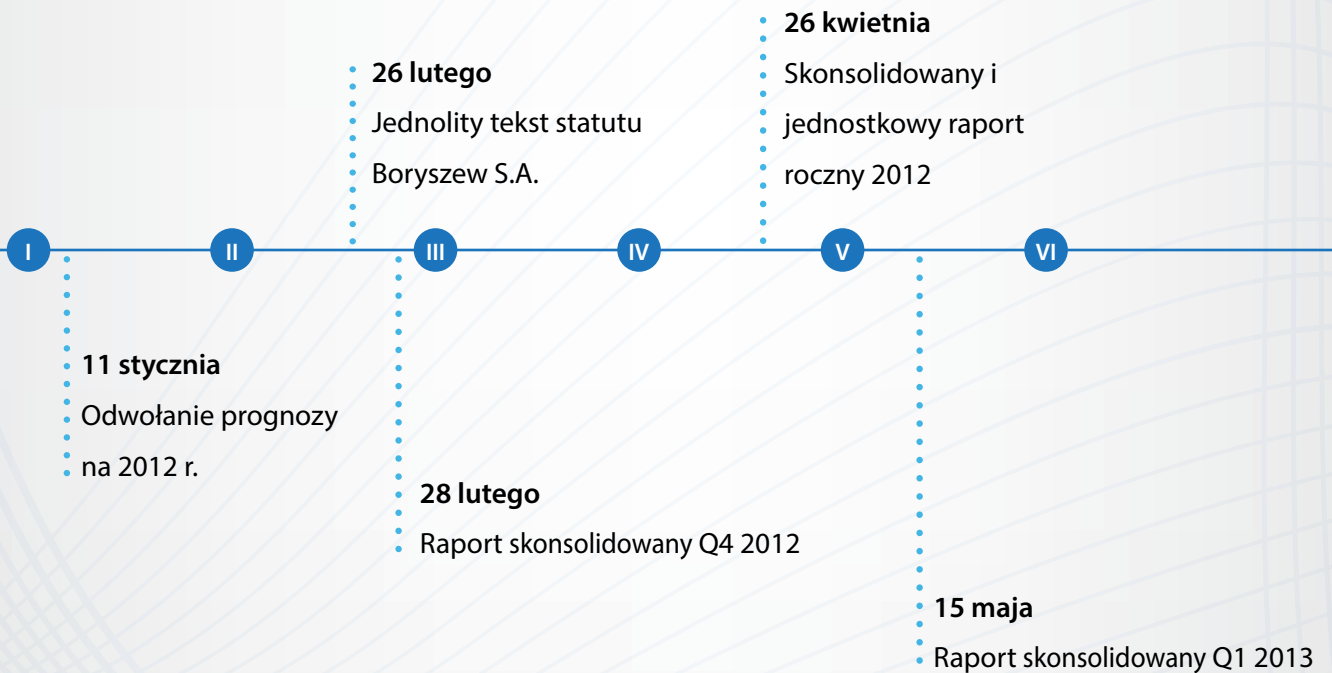 26 kwietnia
Skonsolidowany i
jednostkowy raport
roczny 2012
26 lutego
Jednolity tekst statutu
Boryszew S.A.
I
II
III
IV
V
VI
11 stycznia
Odwołanie prognozy
na 2012 r.
28 lutego
Raport skonsolidowany Q4 2012
15 maja
Raport skonsolidowany Q1 2013